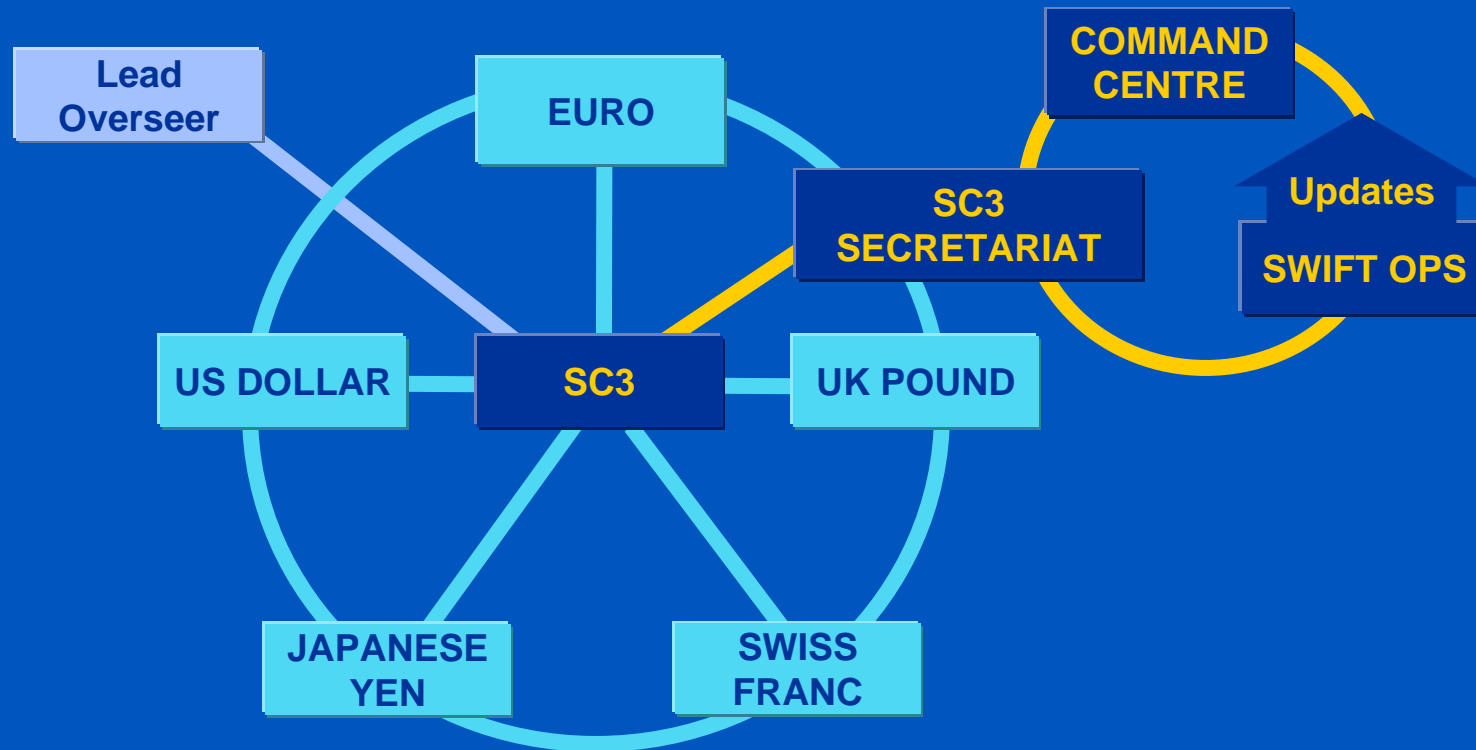 Lead
Overseer
EURO
COMMAND
CENTRE
Updates
SWIFT OPS
SC3
SECRETARIAT
US DOLLAR
SC3
UK POUND
JAPANESE
YEN
SWISS
FRANC